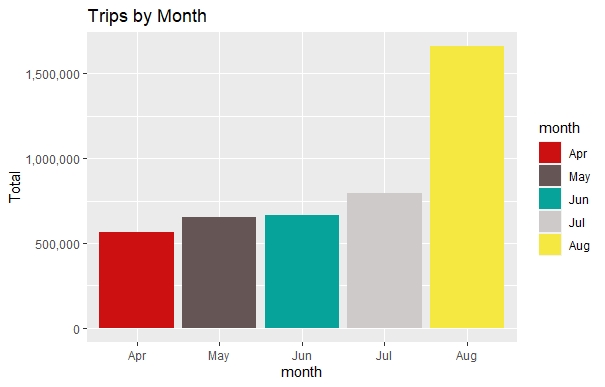 Trips by Month
Total
1,500,000
1,000,000
500,000
0
Apr May Jun Jul Aug
month
month
Apr
May
Jun
Jul
Aug